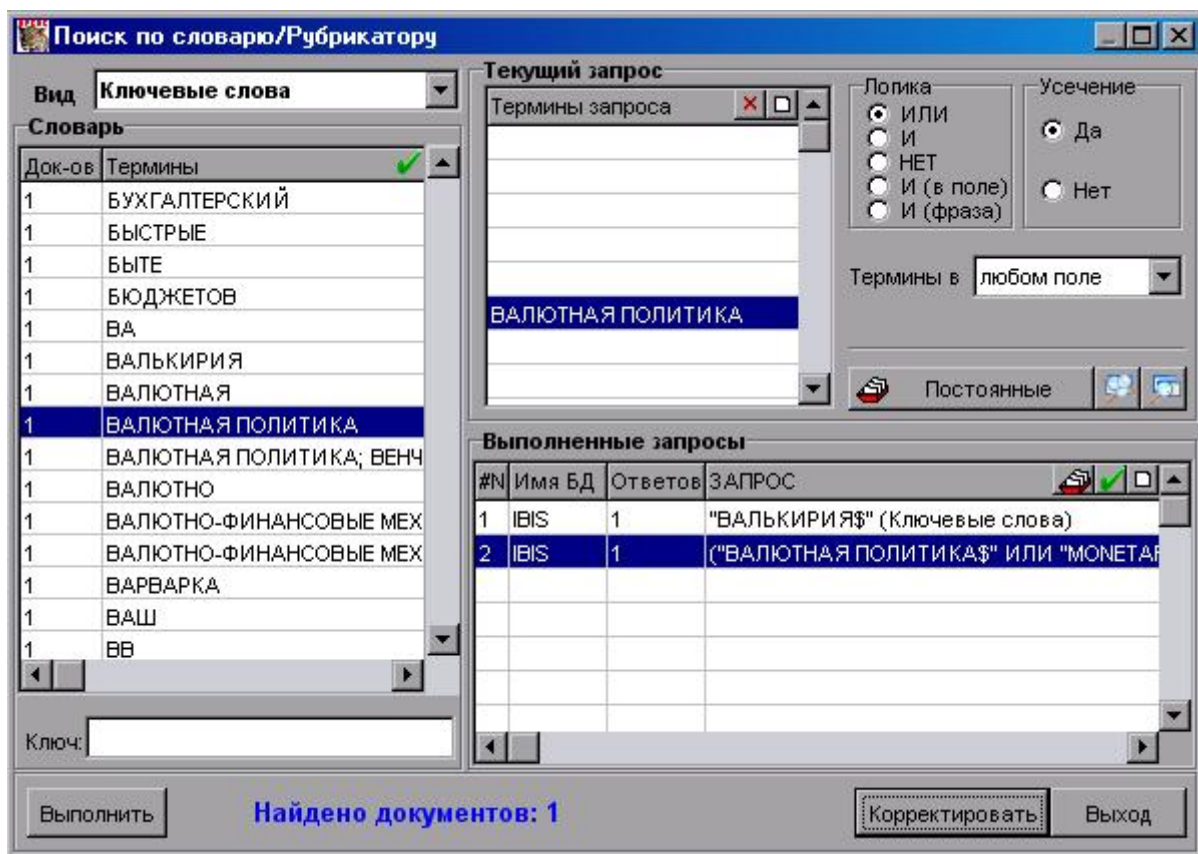 Поиск по словарю/Рубрикатору
Вид
Ключевые слова
Словарь
Док-ов Термины
1 БУХГАЛТЕРСКИЙ
1 БЫСТРЫЕ
1 БЫТЕ
1 БЮДЖЕТОВ
1 ВА
1 ВАЛЬКИРИЯ
1 ВАЛЮТНАЯ
1 ВАЛЮТНАЯ ПОЛИТИКА
1 ВАЛЮТНАЯ ПОЛИТИКА; ВЕНЧ
1 ВАЛЮТНО
1 ВАЛЮТНО-ФИНАНСОВЫЕ МЕХ
1 ВАЛЮТНО-ФИНАНСОВЫЕ МЕХ
1 ВАРВАРКА
1 ВАШ
1 ВВ
Ключ:
Текущий запрос
Термины запроса
ВАЛЮТНАЯ ПОЛИТИКА
Логика
ИЛИ
И
НЕТ
И (в поле)
И (фраза)
Усечение
Да
Нет
Термины в любом поле
Постоянные
Выполненные запросы
#N Имя БД Ответов ЗАПРОС
1 IBIS 1 "ВАЛЬКИРИЯ$" (Ключевые слова)
2 IBIS 1 ("ВАЛЮТНАЯ ПОЛИТИКА$" ИЛИ "MONETAR
Выполнить
Найдено документов: 1
Корректировать
Выход